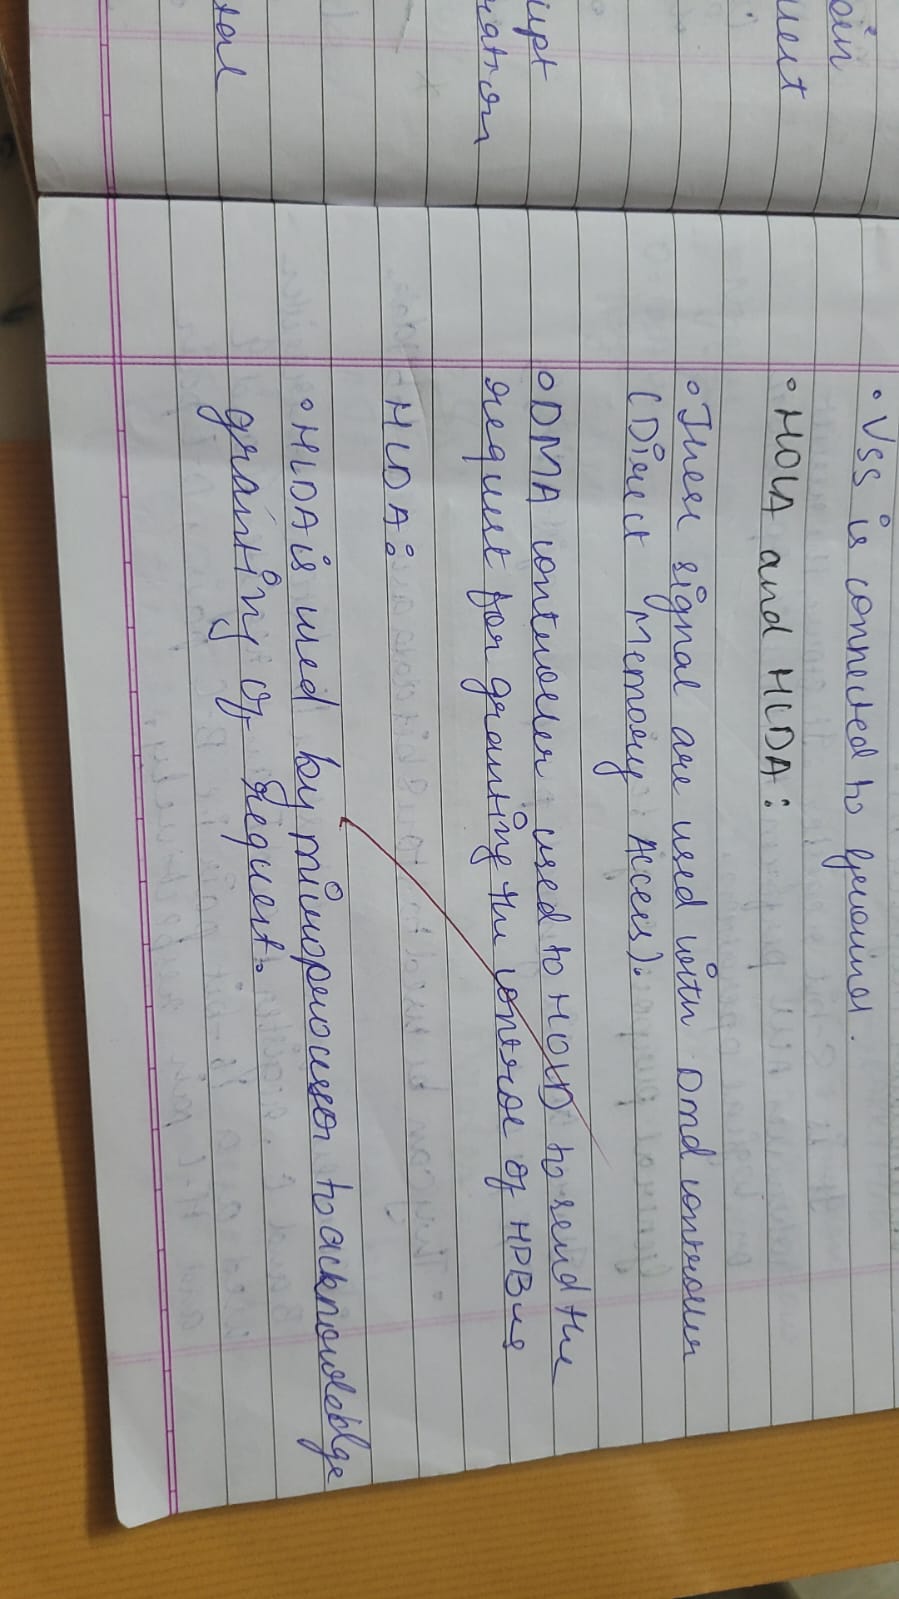 oin
uest
upt
ration
tal
• VSS is connected to ground.
• HOLA and HLDA:
• These signal are used with Dmd controller
(Direct Memory Access).
• DMA controller used to HOLD to send the
request for granting the control of HPBus
HLDA:
• HLDA is used by microprocessor to acknowledge
granting of request.